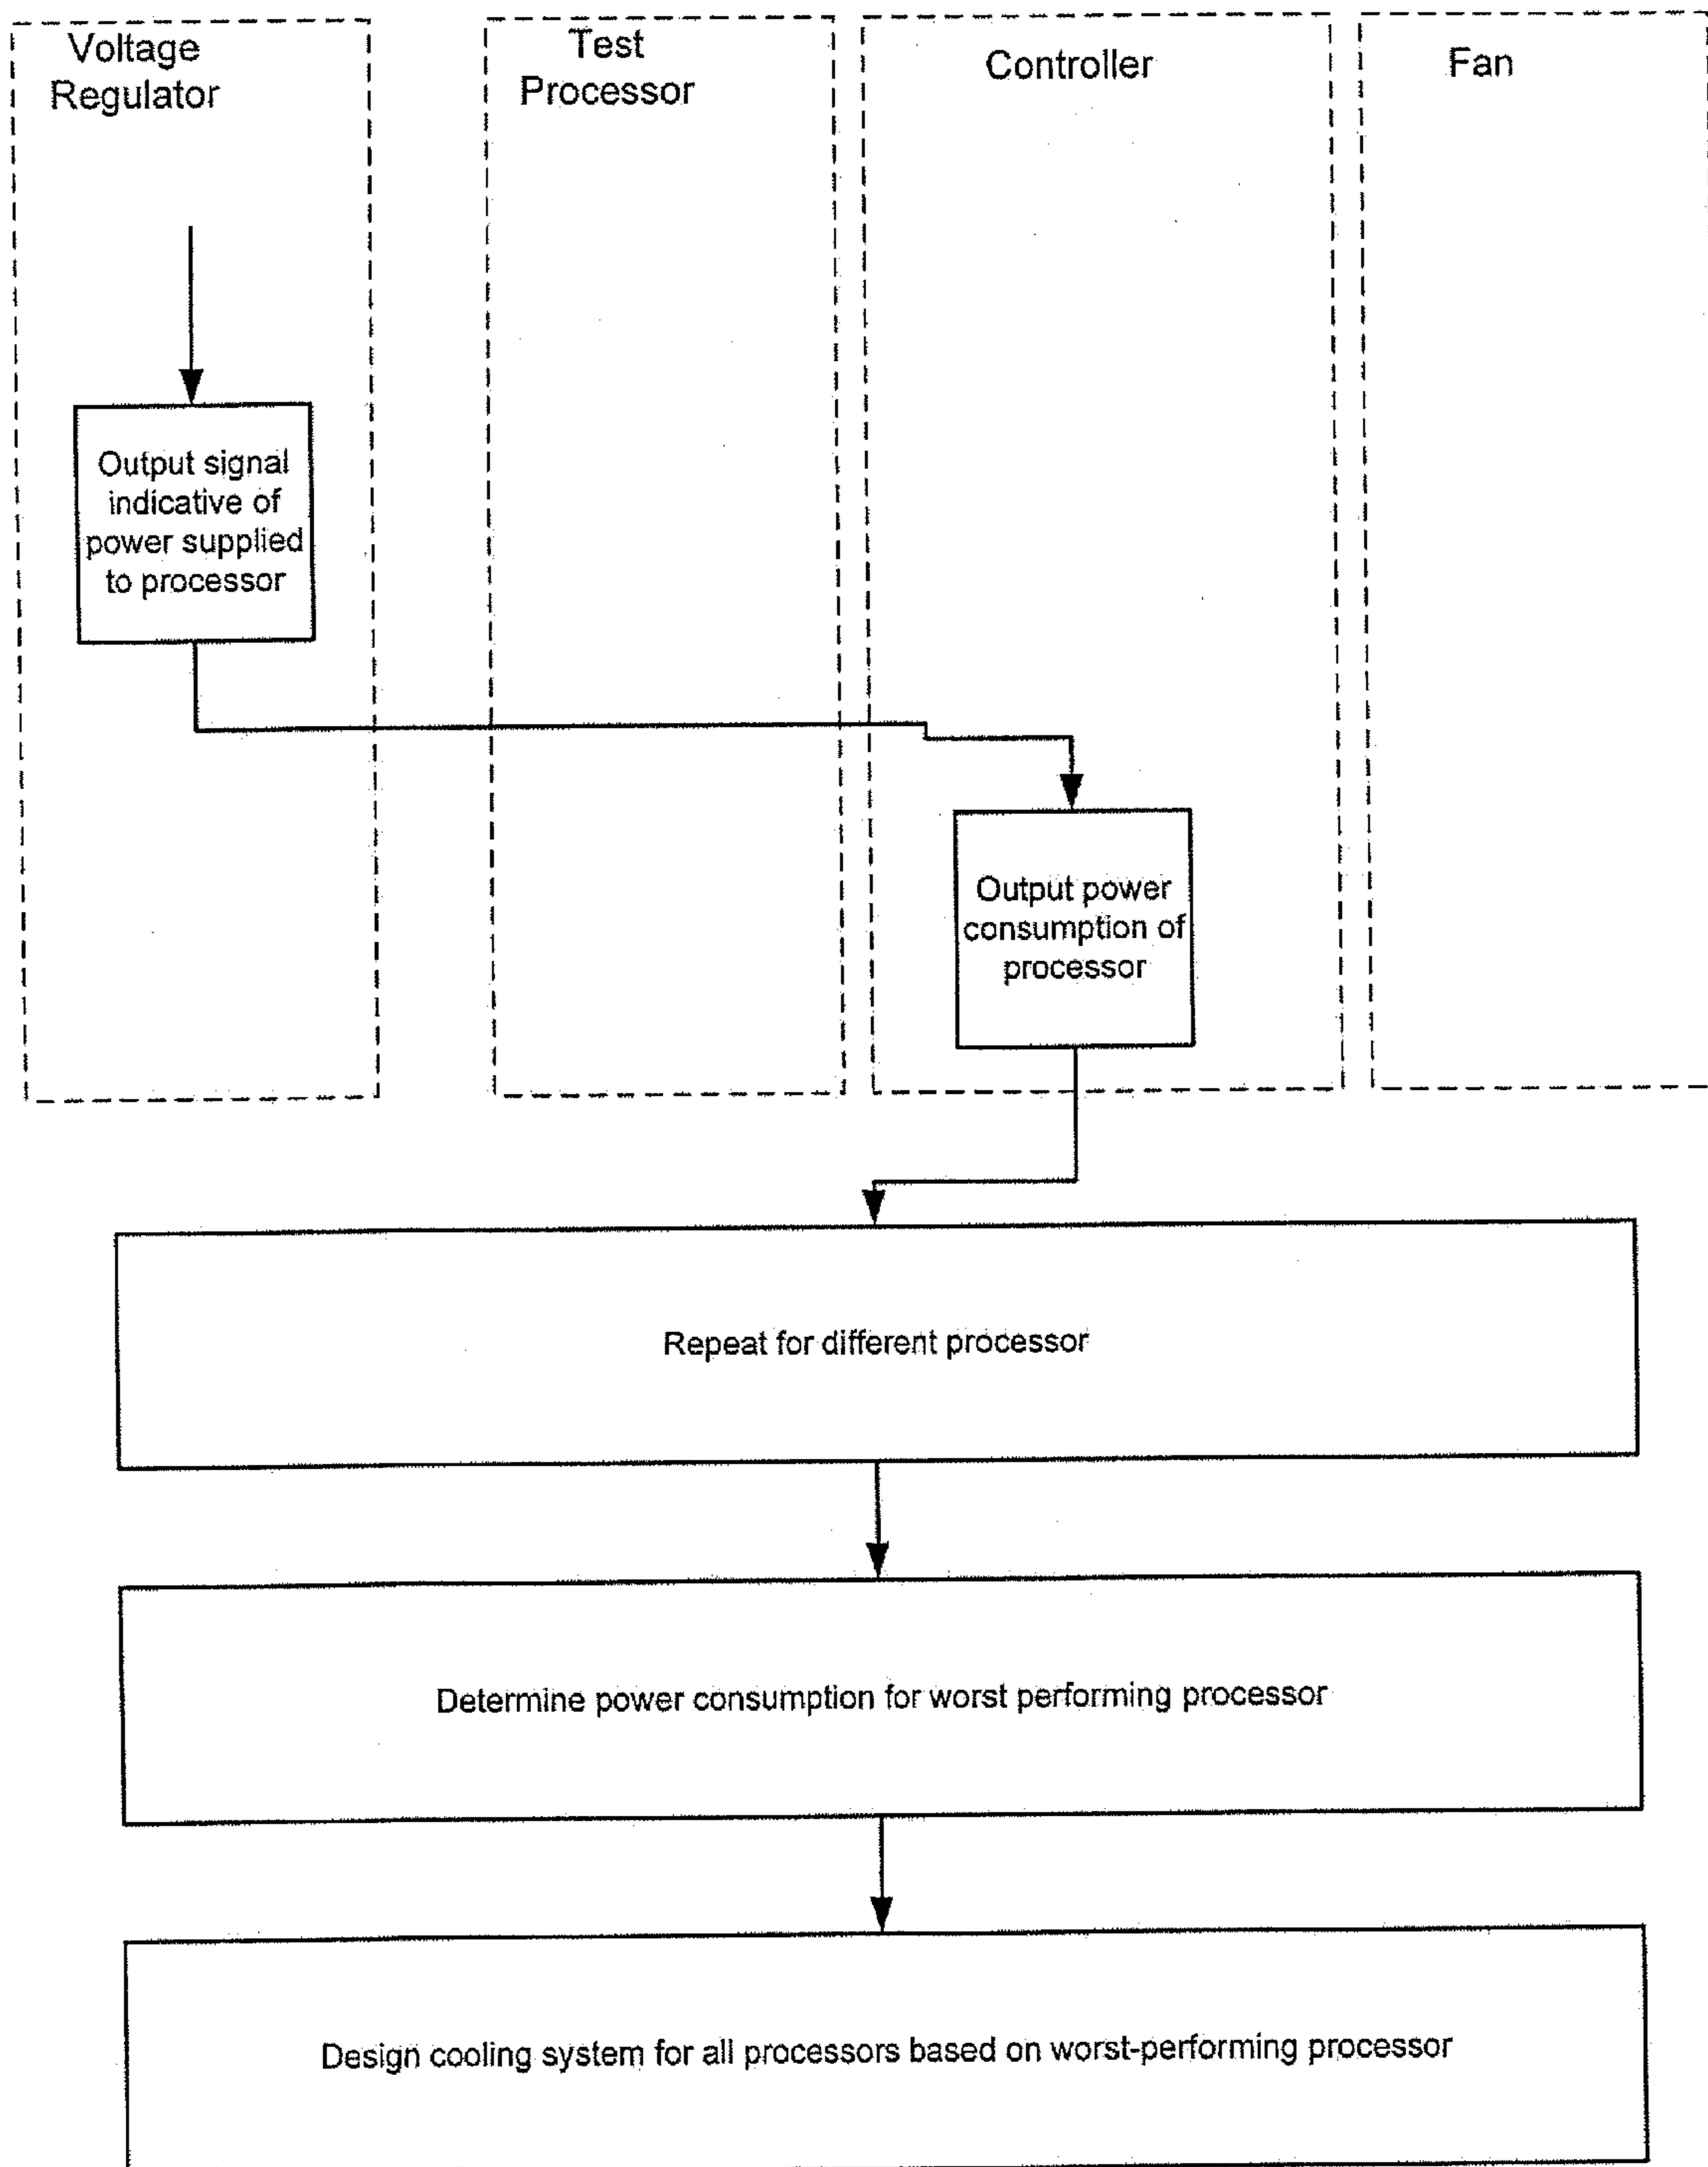 Voltage
Regulator
Test
Processor
Controller
Fan
Output signal
indicative of
power supplied
to processor
Output power
consumption of
processor
Repeat for different processor
Determine power consumption for worst performing processor
Design cooling system for all processors based on worst-performing processor